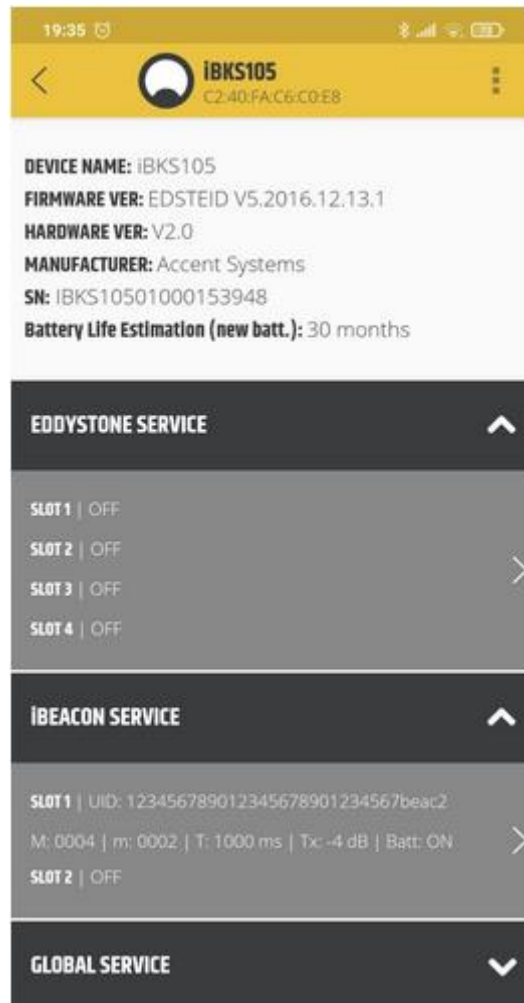 19:35
iBKS105
C2:40:FA:C6:C0:E8
DEVICE NAME: iBKS105
FIRMWARE VER: EDSTEID V5.2016.12.13.1
HARDWARE VER: V2.0
MANUFACTURER: Accent Systems
SN: IBKS10501000153948
Battery Life Estimation (new batt.): 30 months
EDDYSTONE SERVICE
SLOT 1 | OFF
SLOT 2 | OFF
SLOT 3 | OFF
SLOT 4 | OFF
iBEACON SERVICE
SLOT 1 | UID: 123456789012345678901234567beac2
M: 0004 | m: 0002 | T: 1000 ms | Tx: -4 dB | Batt: ON
SLOT 2 | OFF
GLOBAL SERVICE